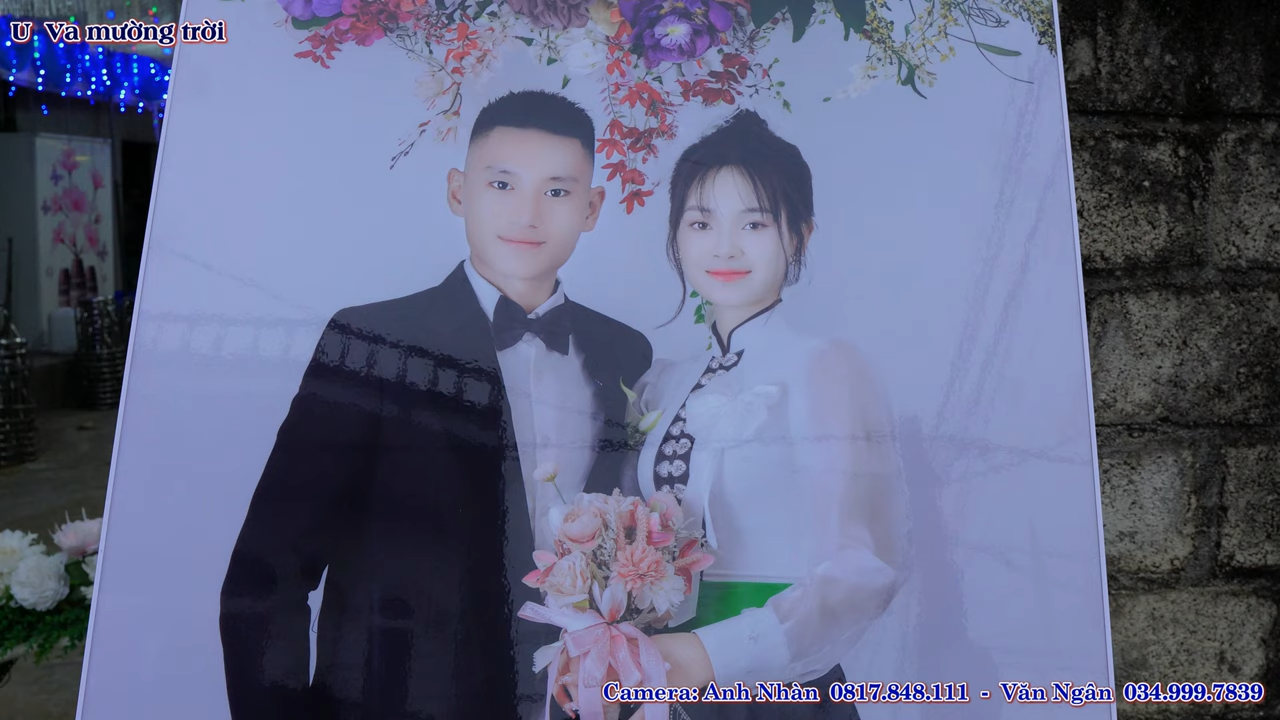 U Va mường trời
Camera: Anh Nhàn 0817.848.111 - Văn Ngân 034.999.7839